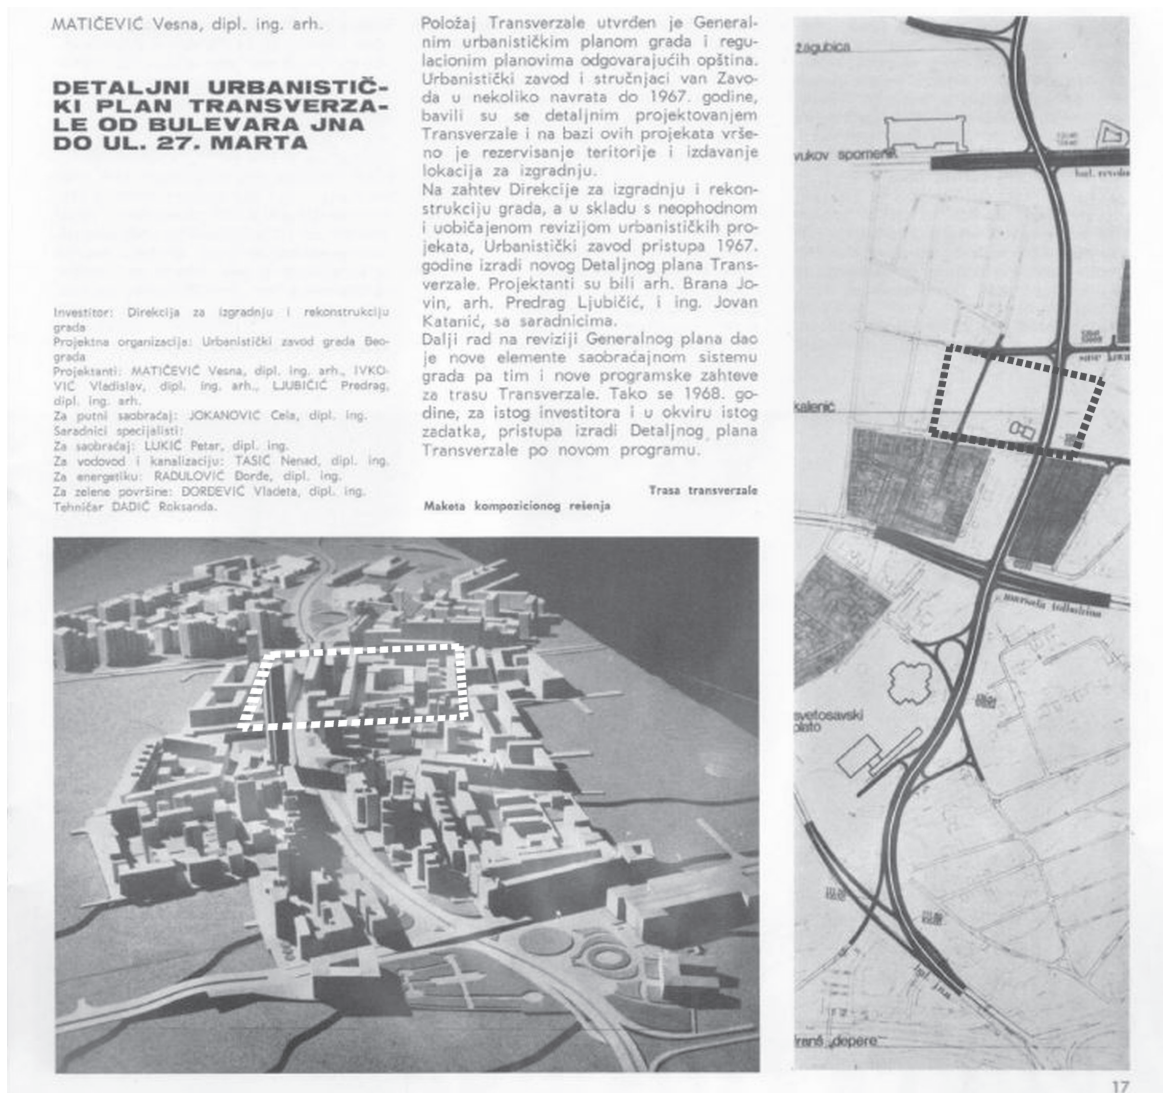 MATIČEVIĆ Vesna, dipl. ing. arh.
DETALJNI URBANISTIČ-
KI PLAN TRANSVERZA-
LE OD BULEVARA JNA
DO UL. 27. MARTA
Investitor: Direkcija za izgradnju i rekonstrukciju
grada
Projektna organizacija: Urbanistički zavod grada Beo-
grada
Projektanti: MATIČEVIĆ Vesna, dipl. ing. arh., IVKO-
VIĆ Vladislav, dipl. ing. arh., LJUBIČIĆ Predrag,
dipl. ing. arh.
Za putni saobraćaj: JOKANOVIĆ Cela, dipl. ing.
Saradnici specijalisti:
Za saobraćaj: LUKIĆ Petar, dipl. ing.
Za vodovod i kanalizaciju: TASIĆ Nenad, dipl. ing.
Za energetiku: RADULOVIĆ Đorđe, dipl. ing.
Za zelene površine: ĐORĐEVIĆ Vladeta, dipl. ing.
Tehničar DADIĆ Roksanda.
Položaj Transverzale utvrđen je General-
nim urbanističkim planom grada i regu-
lacionim planovima odgovarajućih opština.
Urbanistički zavod i stručnjaci van Zavo-
da u nekoliko navrata do 1967. godine,
bavili su se detaljnim projektovanjem
Transverzale i na bazi ovih projekata vrše-
no je rezervisanje teritorije i izdavanje
lokacija za izgradnju.
Na zahtev Direkcije za izgradnju i rekon-
strukciju grada, a u skladu s neophodnom
i uobičajenom revizijom urbanističkih pro-
jekata, Urbanistički zavod pristupa 1967.
godine izradi novog Detaljnog plana Trans-
verzale. Projektanti su bili arh. Brana Jo-
vin, arh. Predrag Ljubičić, i ing. Jovan
Katanić, sa saradnicima.
Dalji rad na reviziji Generalnog plana dao
je nove elemente saobraćajnom sistemu
grada pa tim i nove programske zahteve
za trasu Transverzale. Tako se 1968. go-
dine, za istog investitora i u okviru istog
zadatka, pristupa izradi Detaljnog plana
Transverzale po novom programu.
Trasa transverzale
Maketa kompozicionog rešenja
žagubica
vukov spomenik
bul. revolu
kalenić
maršala tolbuhina
svetosavski
plato
bul. jna
trans „depere"
17